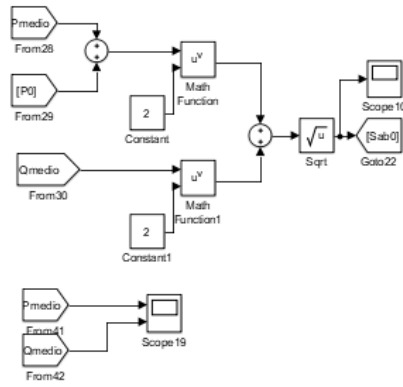 Pmedio
From28
[P0]
From29
+
+
2
Constant
u^v
Math
Function
Qmedio
From30
2
Constant1
u^v
Math
Function1
+
+
√u
Sqrt
Scope10
[Sab0]
Goto22
Pmedio
From41
Qmedio
From42
Scope19